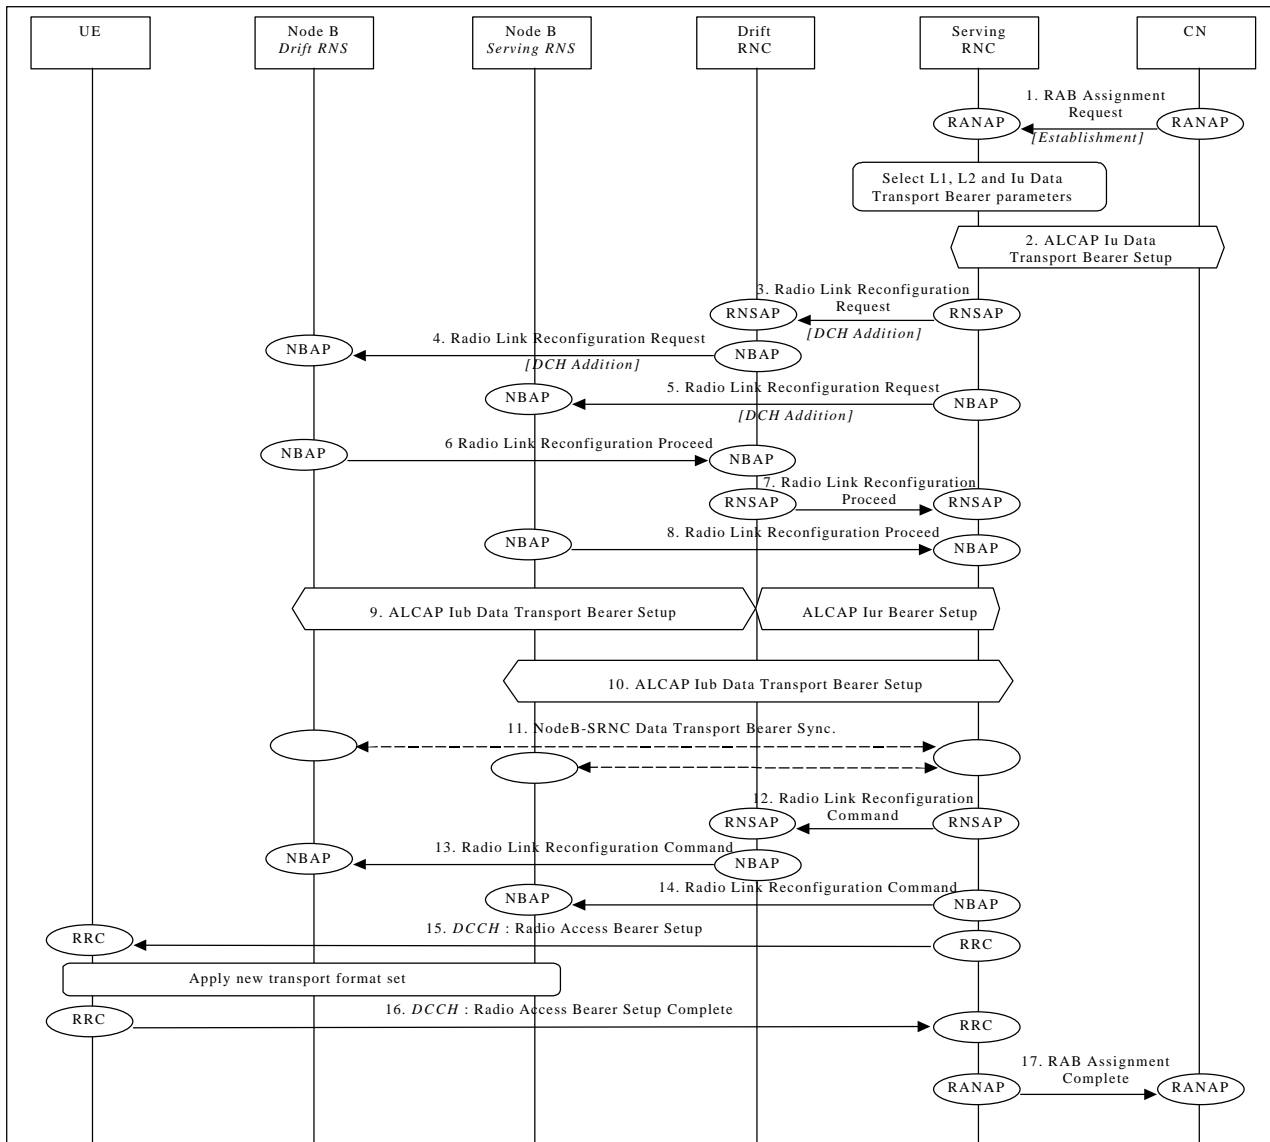 UE
Node B
Drift RNS
Node B
Serving RNS
Drift
RNC
Serving
RNC
CN
1. RAB Assignment
Request
RANAP
RANAP
[Establishment]
Select L1, L2 and Iu Data
Transport Bearer parameters
2. ALCAP Iu Data
Transport Bearer Setup
3. Radio Link Reconfiguration
Request
RNSAP
RNSAP
[DCH Addition]
4. Radio Link Reconfiguration Request
NBAP
NBAP
[DCH Addition]
5. Radio Link Reconfiguration Request
NBAP
NBAP
[DCH Addition]
6 Radio Link Reconfiguration Proceed
NBAP
NBAP
7. Radio Link Reconfiguration
Proceed
RNSAP
RNSAP
8. Radio Link Reconfiguration Proceed
NBAP
NBAP
9. ALCAP Iub Data Transport Bearer Setup
ALCAP Iur Bearer Setup
10. ALCAP Iub Data Transport Bearer Setup
11. NodeB-SRNC Data Transport Bearer Sync.
12. Radio Link Reconfiguration
Command
RNSAP
RNSAP
13. Radio Link Reconfiguration Command
NBAP
NBAP
14. Radio Link Reconfiguration Command
NBAP
NBAP
15. DCCH : Radio Access Bearer Setup
RRC
RRC
Apply new transport format set
16. DCCH : Radio Access Bearer Setup Complete
RRC
RRC
17. RAB Assignment
Complete
RANAP
RANAP